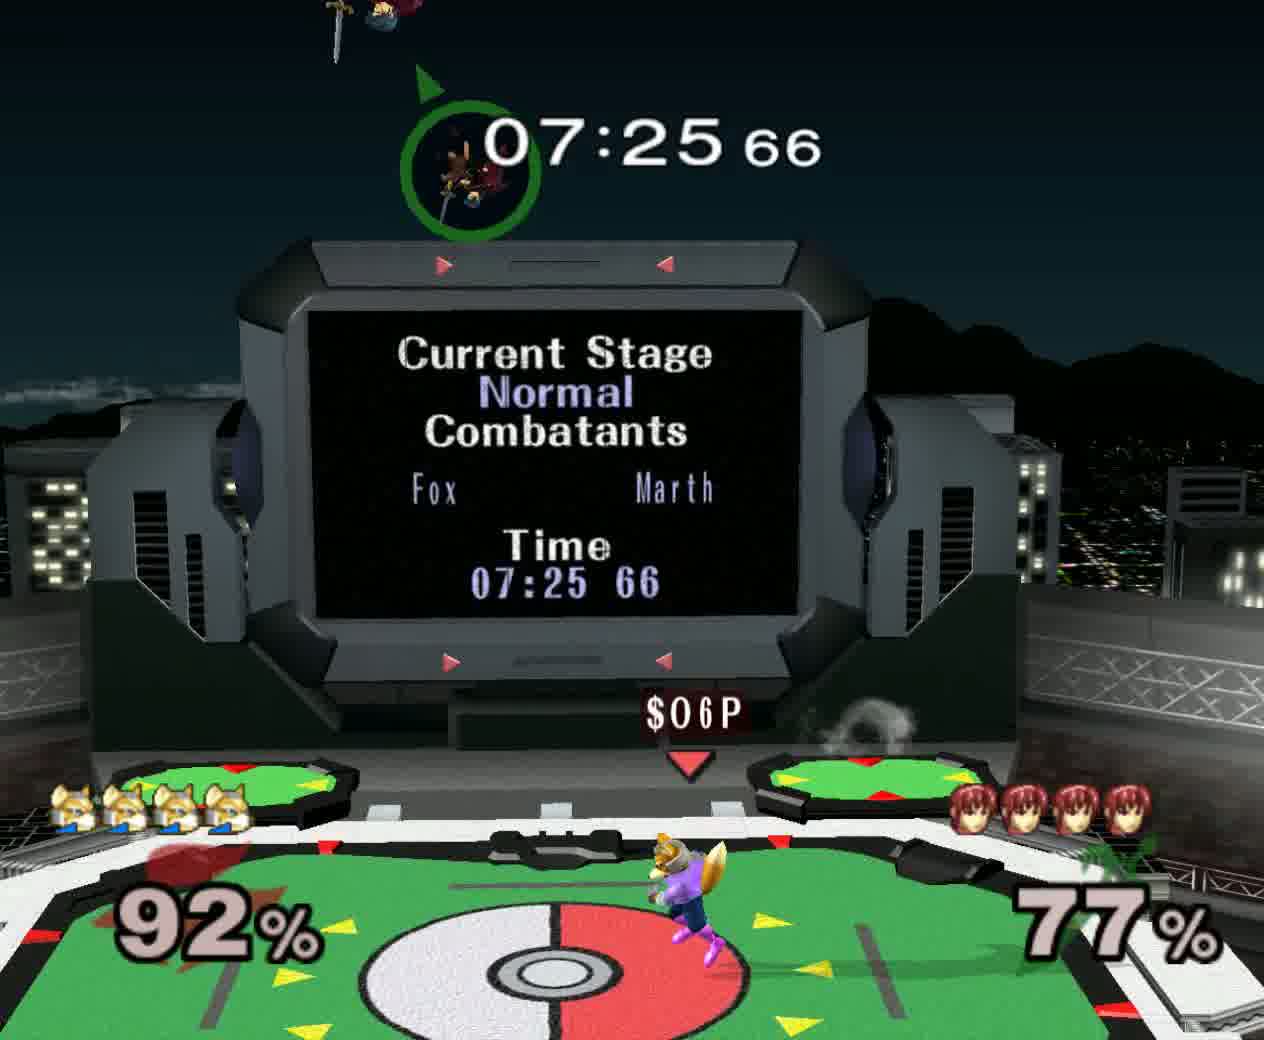 07:25 66
Current Stage
Normal
Combatants
Fox Marth
Time
07:25 66
$06P
92% 77%